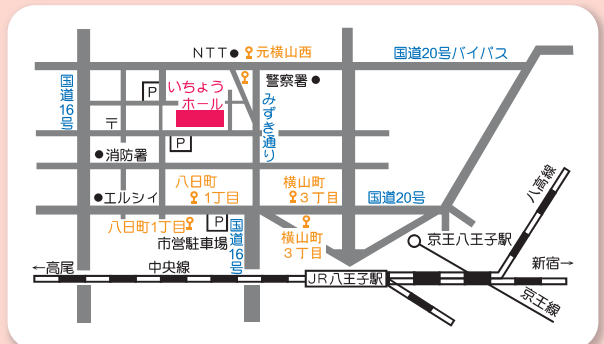 NTT
元横山西
国道20号バイパス
国道16号
P
いちょう
ホール
警察署
みずき通り
〒
P
消防署
エルシィ
八日町
1丁目
横山町
3丁目
国道20号
八高線
八日町1丁目
P
市営駐車場
国道16号
横山町
3丁目
京王八王子駅
←高尾
中央線
JR八王子駅
新宿→
京王線